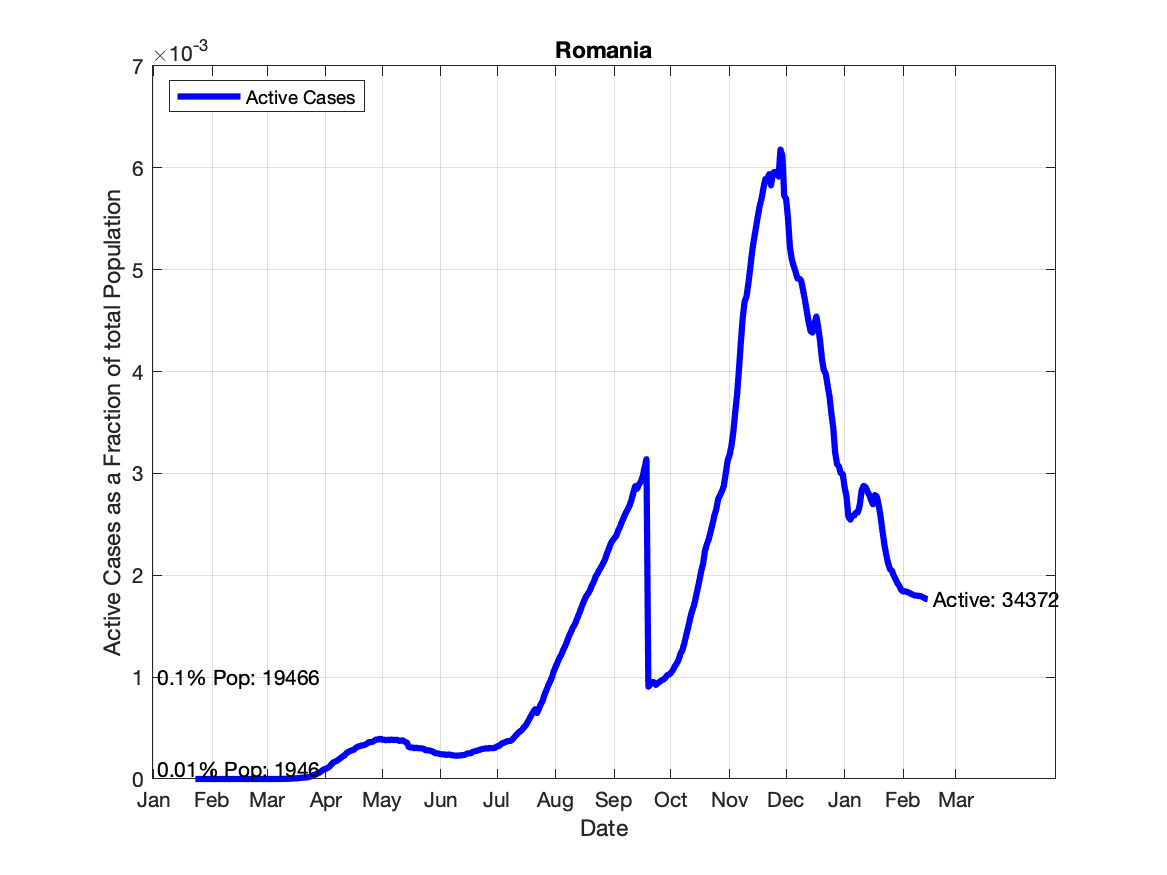 Romania
×10-3
7
Active Cases
6
5
4
3
2
1
0
Active Cases as a Fraction of total Population
0.1% Pop: 19466
0.01% Pop: 1946
Active: 34372
Jan Feb Mar Apr May Jun Jul Aug Sep Oct Nov Dec Jan Feb Mar
Date